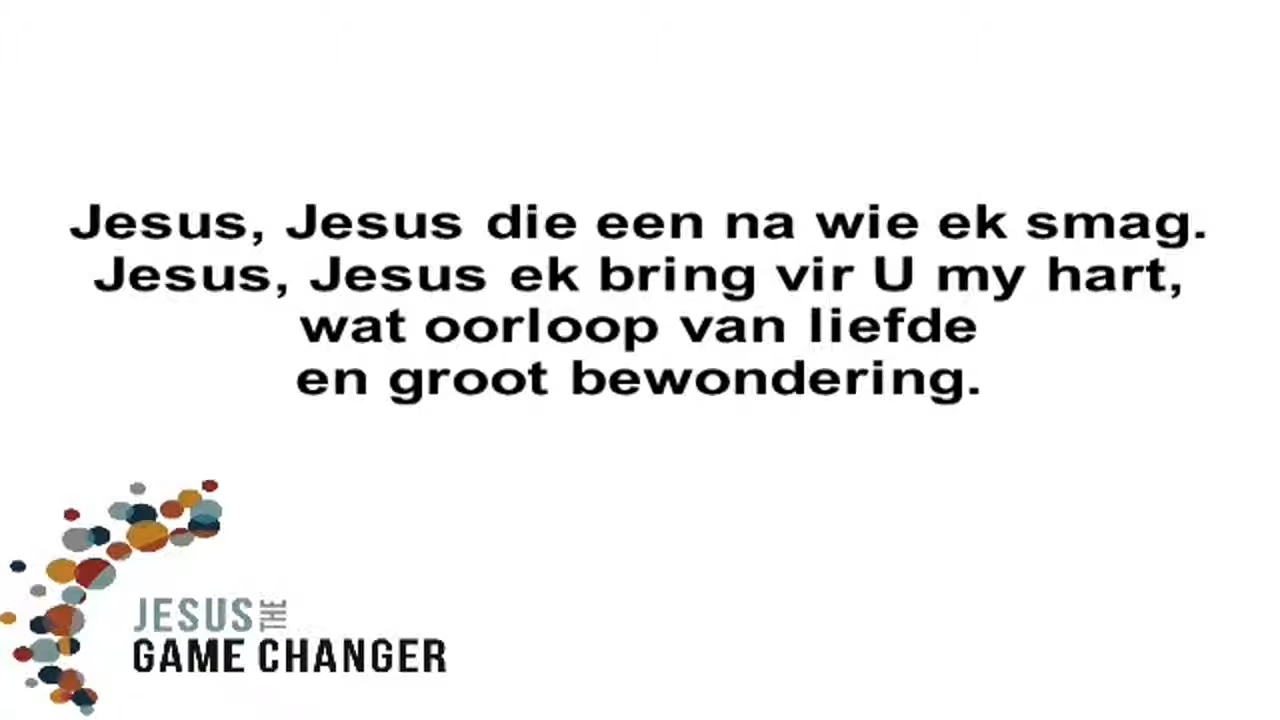 Jesus, Jesus die een na wie ek smag.
Jesus, Jesus ek bring vir U my hart,
wat oorloop van liefde
en groot bewondering.
JESUS THE
GAME CHANGER